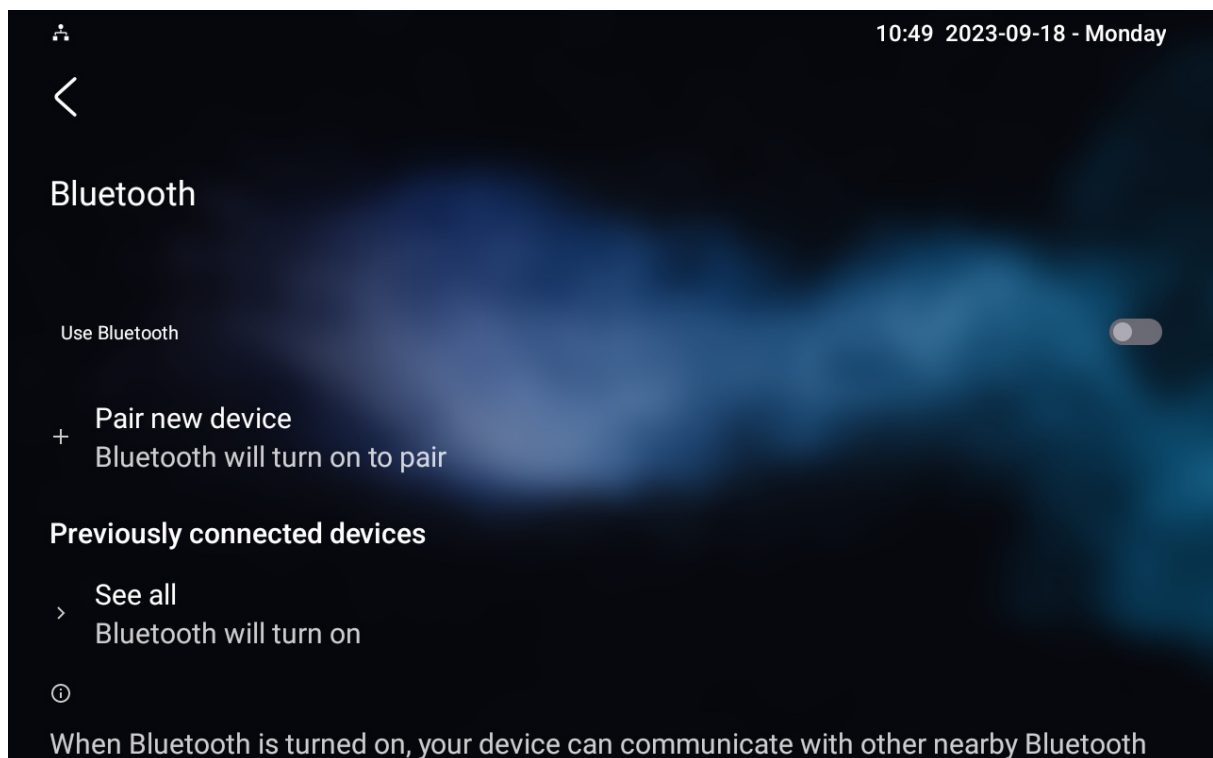 10:49 2023-09-18 - Monday
Bluetooth
Use Bluetooth
Pair new device
Bluetooth will turn on to pair
Previously connected devices
See all
Bluetooth will turn on
When Bluetooth is turned on, your device can communicate with other nearby Bluetooth